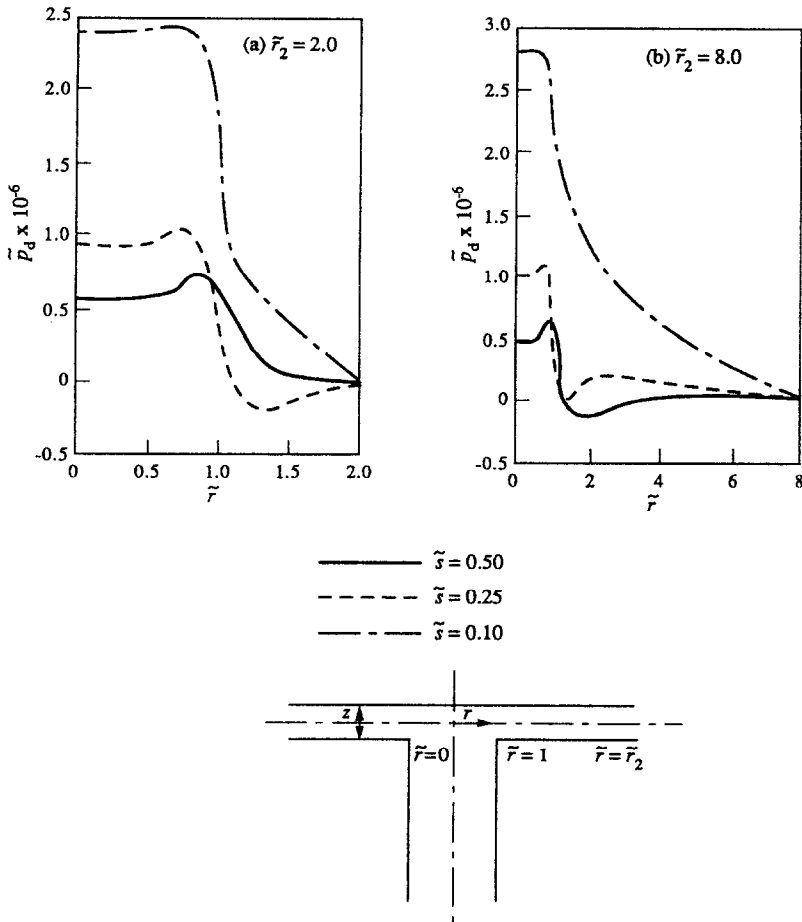 (a) r̃₂ = 2.0
p̃d x 10⁻⁶
2.5
2.0
2.5
1.5
1.0
0.5
0
-0.5
0
0.5
1.0
1.5
2.0
r̃
(b) r̃₂ = 8.0
p̃d x 10⁻⁶
3.0
2.5
2.0
1.5
1.0
0.5
0
-0.5
0
2
4
6
8
r̃
s̃ = 0.50
s̃ = 0.25
s̃ = 0.10
z
r
r̃=0
r̃=1
r̃=r̃₂